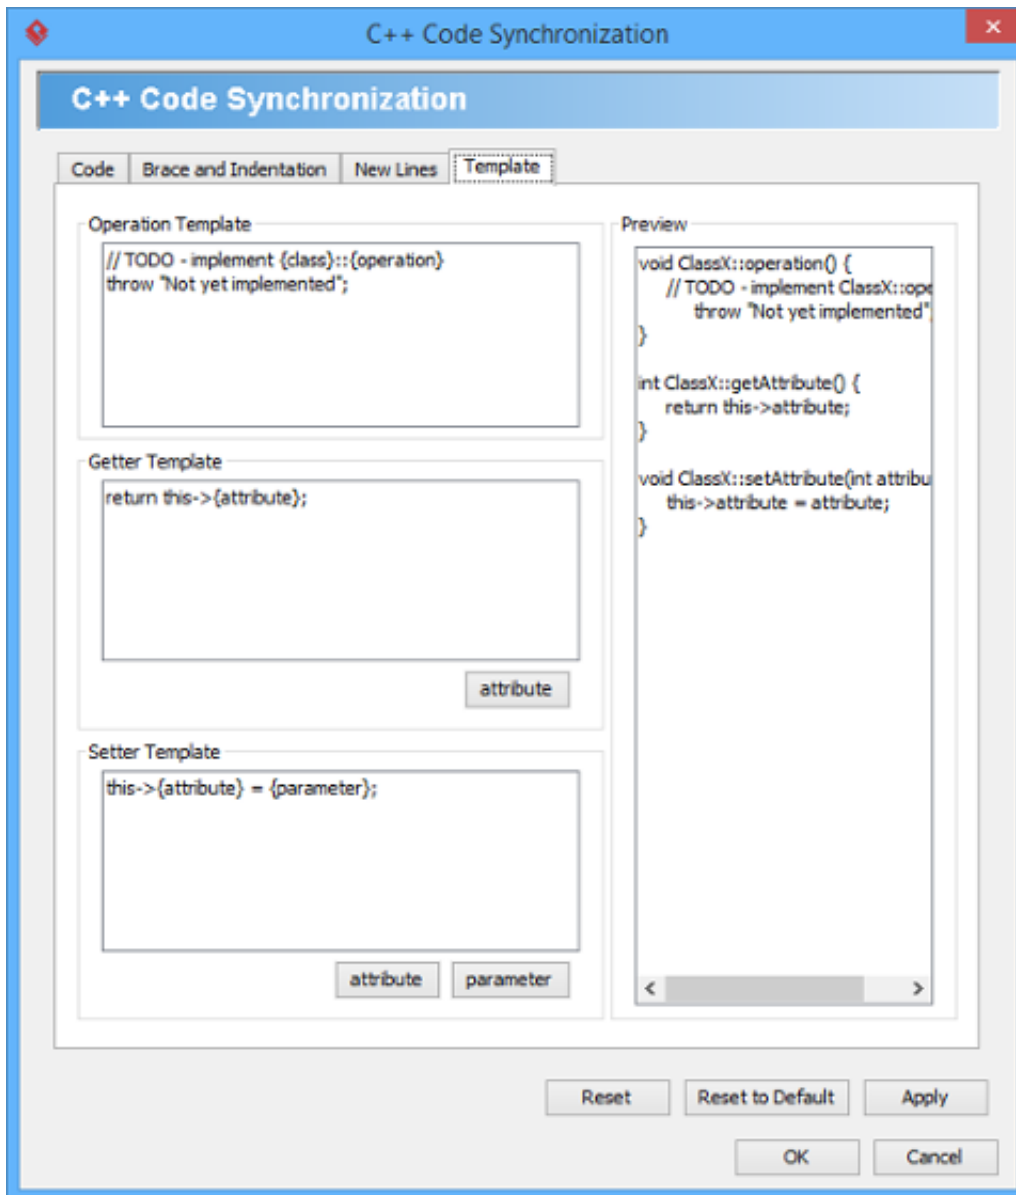 C++ Code Synchronization
C++ Code Synchronization
Code
Brace and Indentation
New Lines
Template
Operation Template
// TODO - implement {class}::{operation}
throw "Not yet implemented";
Getter Template
return this->{attribute};
attribute
Setter Template
this->{attribute} = {parameter};
attribute
parameter
Preview
void ClassX::operation() {
// TODO - implement ClassX::ope
throw "Not yet implemented"
}
int ClassX::getAttribute() {
return this->attribute;
}
void ClassX::setAttribute(int attribu
this->attribute = attribute;
}
Reset
Reset to Default
Apply
OK
Cancel